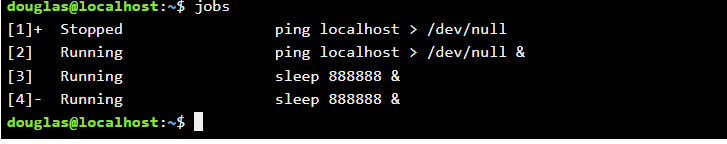 douglas@localhost:~$ jobs
[1]+  Stopped                 ping localhost > /dev/null
[2]   Running                 ping localhost > /dev/null &
[3]   Running                 sleep 888888 &
[4]-  Running                 sleep 888888 &
douglas@localhost:~$